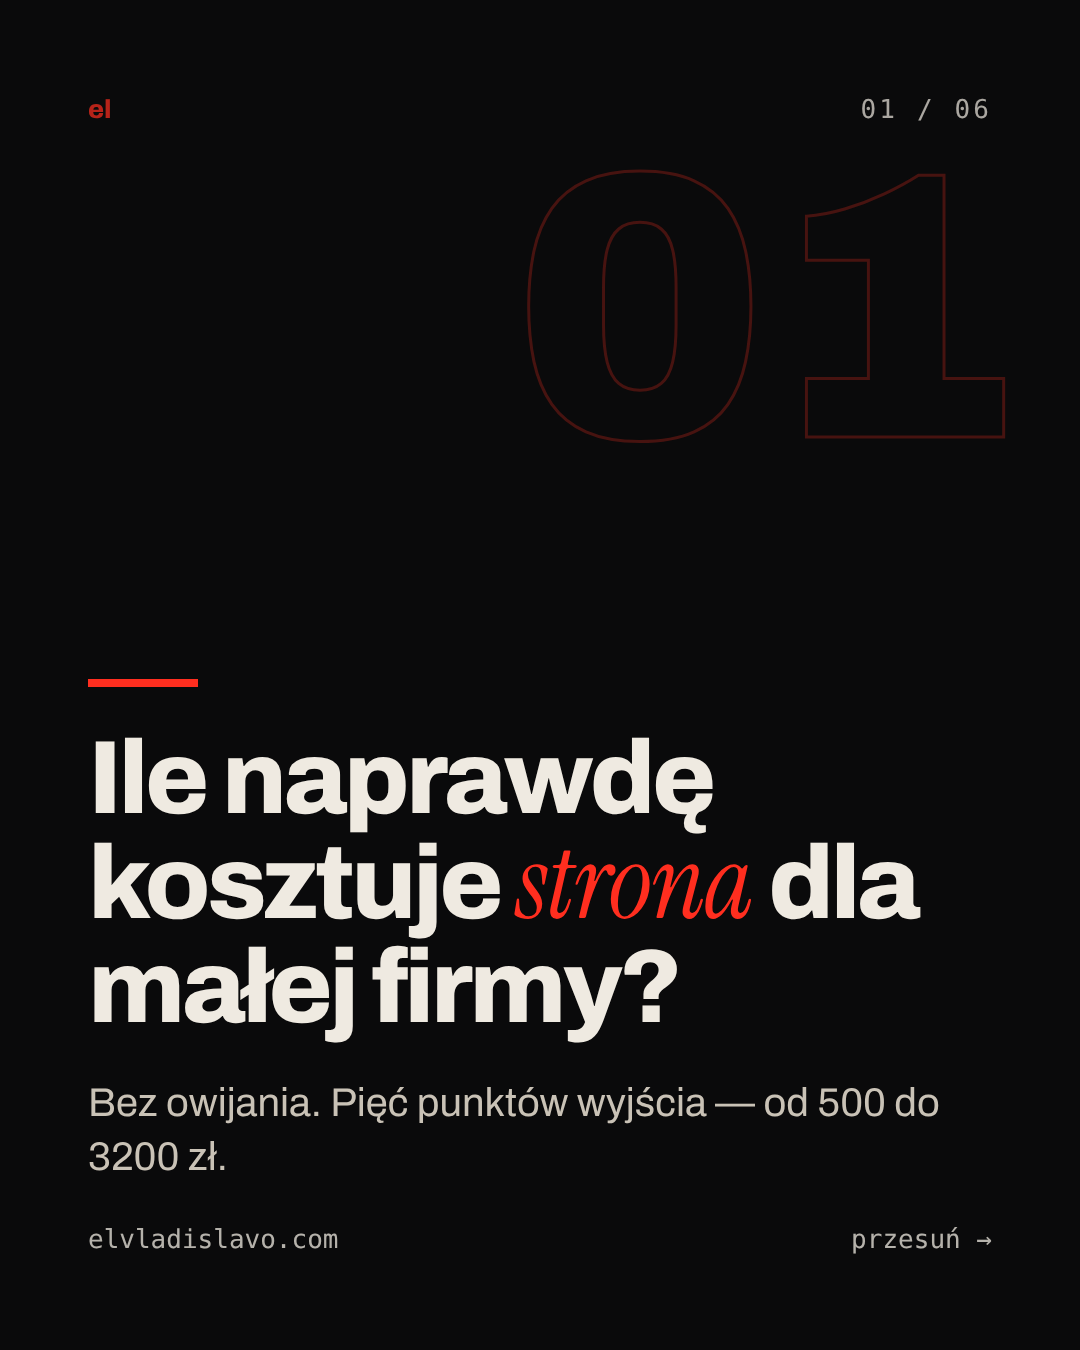 el
01 / 06
01
Ile naprawdę
kosztuje strona dla
małej firmy?
Bez owijania. Pięć punktów wyjścia — od 500 do
3200 zł.
elvladislavo.com
przesuń →